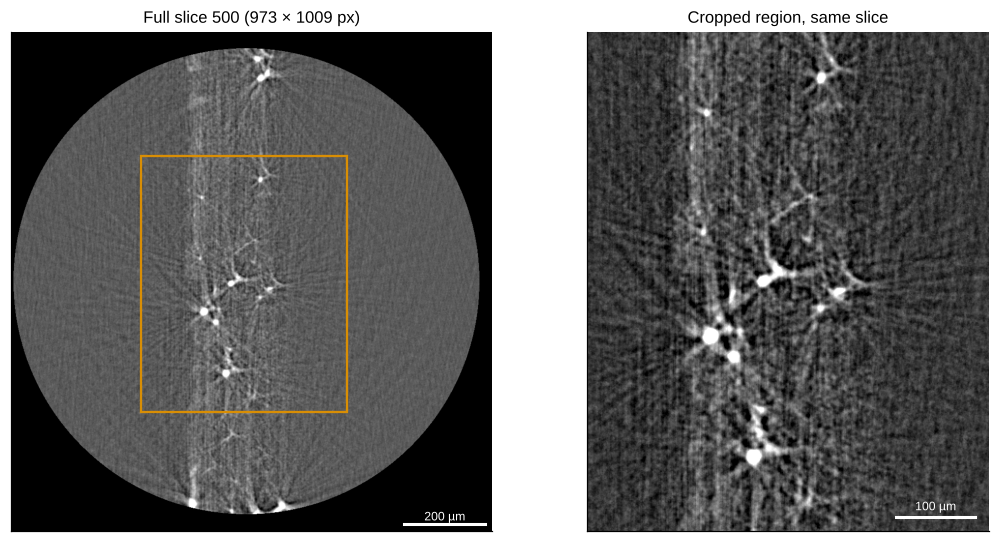 Full slice 500 (973 × 1009 px)
Cropped region, same slice
200 µm
100 µm